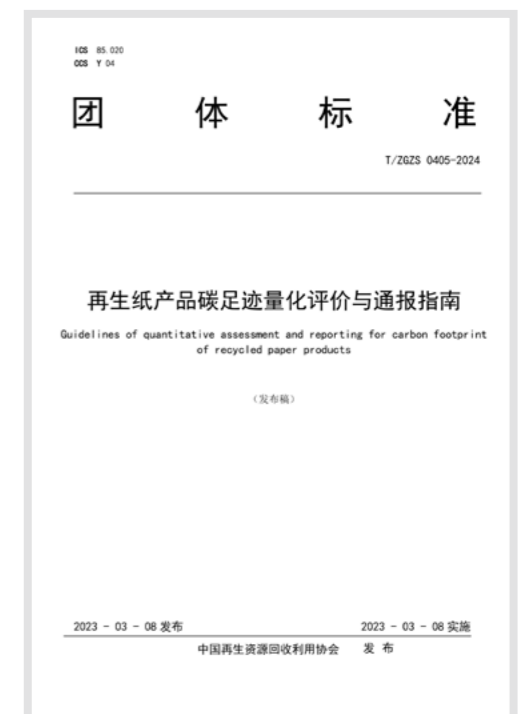 ICS 85.020
CCS Y 04
团体标准
T/ZGZS 0405-2024
再生纸产品碳足迹量化评价与通报指南
Guidelines of quantitative assessment and reporting for carbon footprint
of recycled paper products
（发布稿）
2023 - 03 - 08 发布 2023 - 03 - 08 实施
中国再生资源回收利用协会 发 布